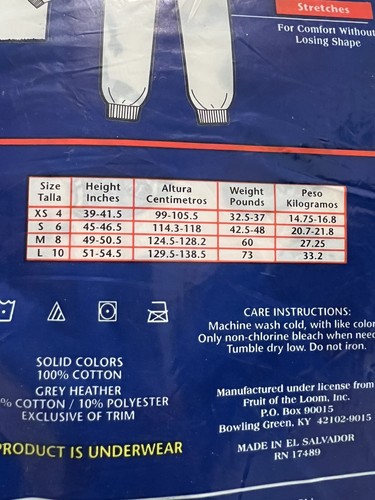 Stretches
For Comfort Without
Losing Shape
Size Talla | Height Inches | Altura Centimetros | Weight Pounds | Peso Kilogramos
XS 4 | 39-41.5 | 99-105.5 | 32.5-37 | 14.75-16.8
S 6 | 45-46.5 | 114.3-118 | 42.5-48 | 20.7-21.8
M 8 | 49-50.5 | 124.5-128.2 | 60 | 27.25
L 10 | 51-54.5 | 129.5-138.5 | 73 | 33.2
CARE INSTRUCTIONS:
Machine wash cold, with like color
Only non-chlorine bleach when need
Tumble dry low. Do not iron.
SOLID COLORS
100% COTTON
GREY HEATHER
% COTTON / 10% POLYESTER
EXCLUSIVE OF TRIM
PRODUCT IS UNDERWEAR
Manufactured under license from
Fruit of the Loom, Inc.
P.O. Box 90015
Bowling Green, KY 42102-9015
MADE IN EL SALVADOR
RN 17489